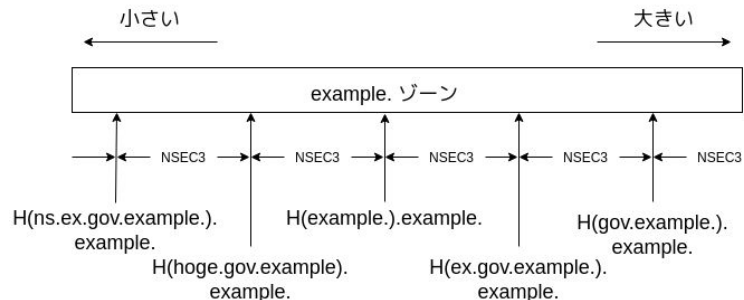 小さい
大きい
example. ゾーン
NSEC3
NSEC3
NSEC3
NSEC3
NSEC3
H(ns.ex.gov.example.).
example.
H(example.).example.
H(gov.example.).
example.
H(hoge.gov.example).
example.
H(ex.gov.example.).
example.